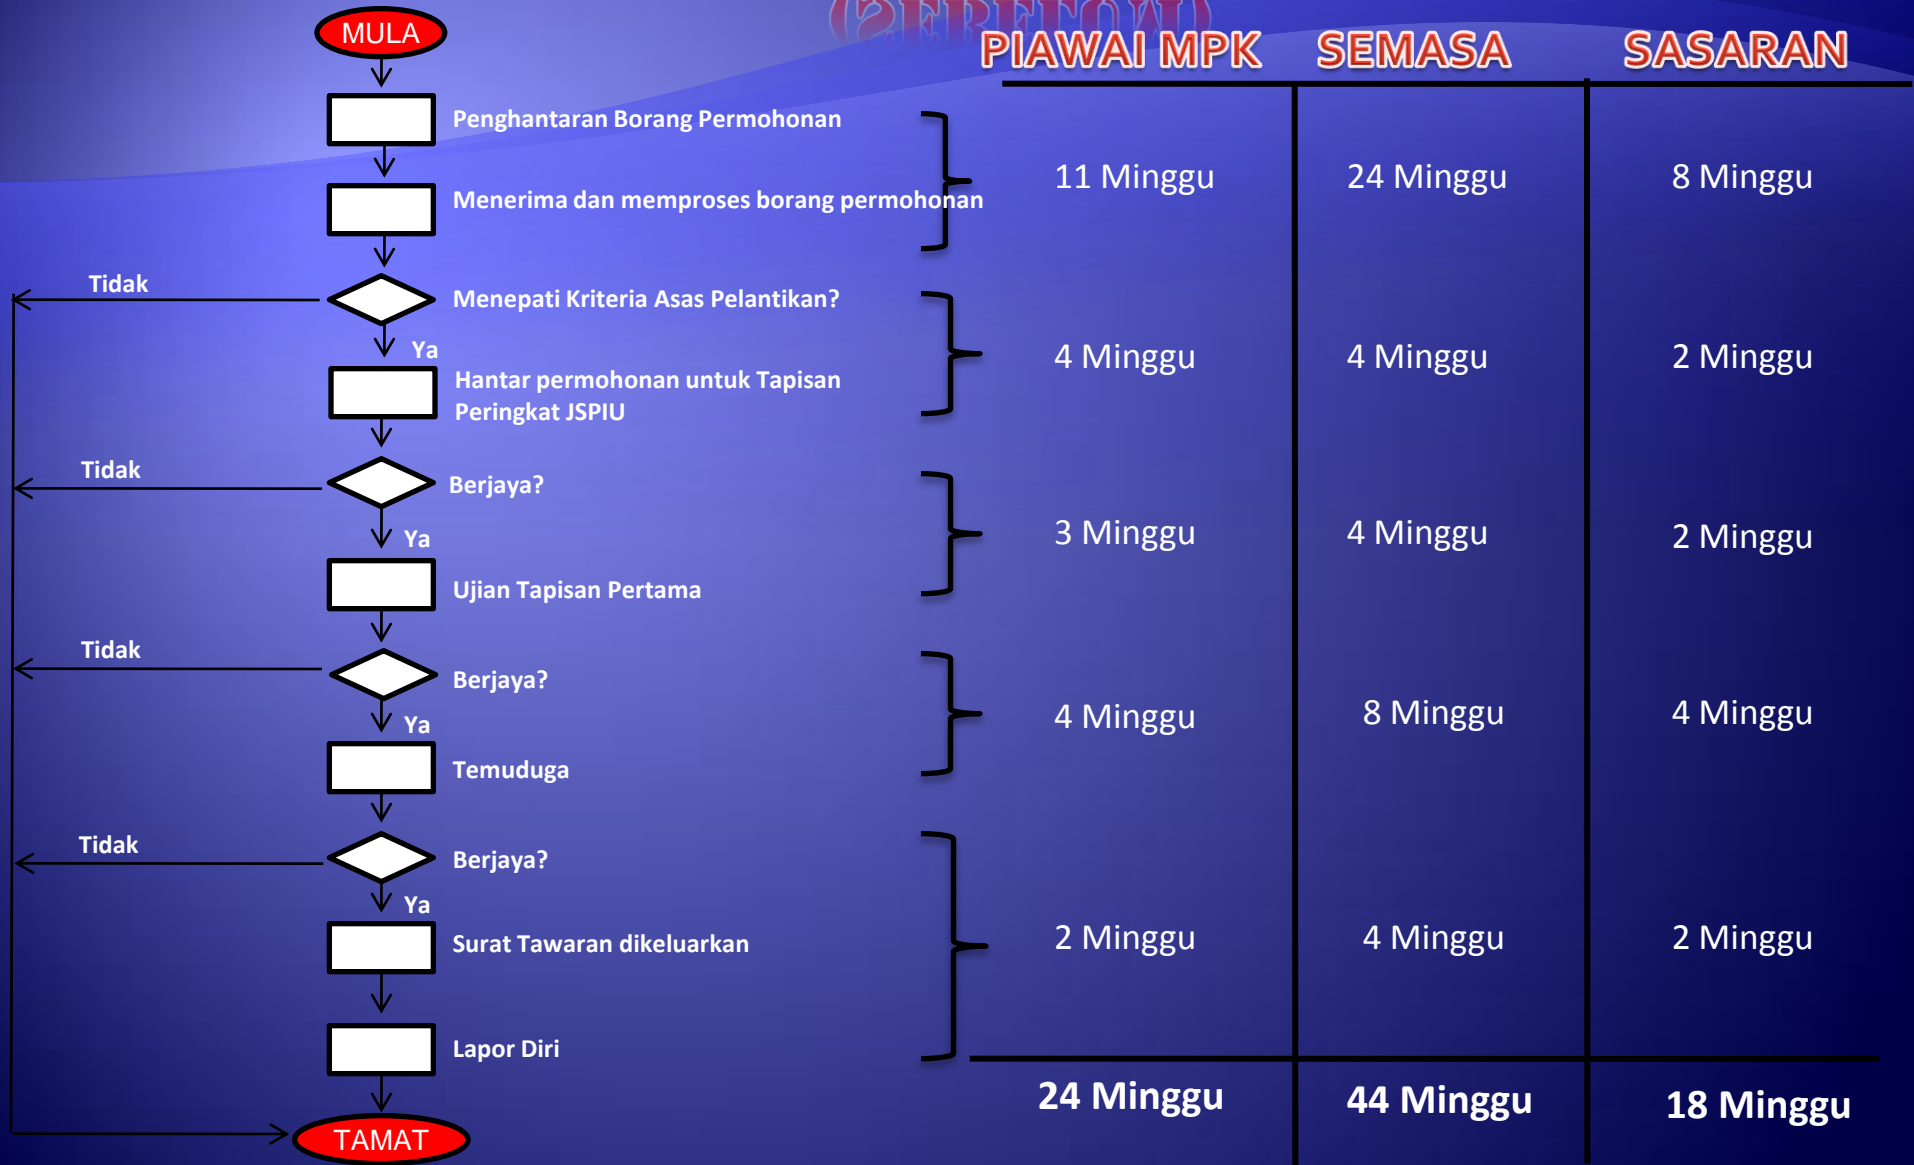 (SEBELUM)
PIAWAI MPK SEMASA SASARAN
MULA
Penghantaran Borang Permohonan
Menerima dan memproses borang permohonan
11 Minggu 24 Minggu 8 Minggu
Tidak
Menepati Kriteria Asas Pelantikan?
Ya
Hantar permohonan untuk Tapisan
Peringkat JSPIU
4 Minggu 4 Minggu 2 Minggu
Tidak
Berjaya?
Ya
Ujian Tapisan Pertama
3 Minggu 4 Minggu 2 Minggu
Tidak
Berjaya?
Ya
Temuduga
4 Minggu 8 Minggu 4 Minggu
Tidak
Berjaya?
Ya
Surat Tawaran dikeluarkan
2 Minggu 4 Minggu 2 Minggu
Lapor Diri
24 Minggu 44 Minggu 18 Minggu
TAMAT